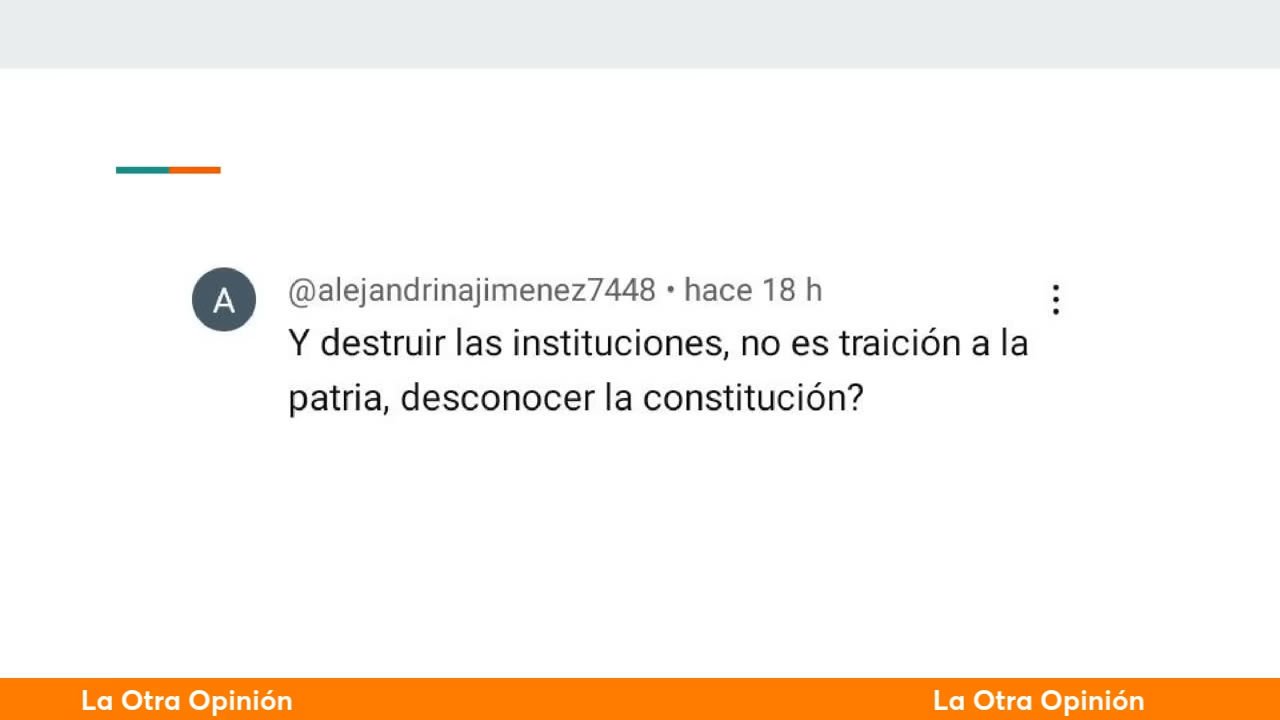 A
@alejandrinajimenez7448 • hace 18 h
Y destruir las instituciones, no es traición a la
patria, desconocer la constitución?
La Otra Opinión
La Otra Opinión